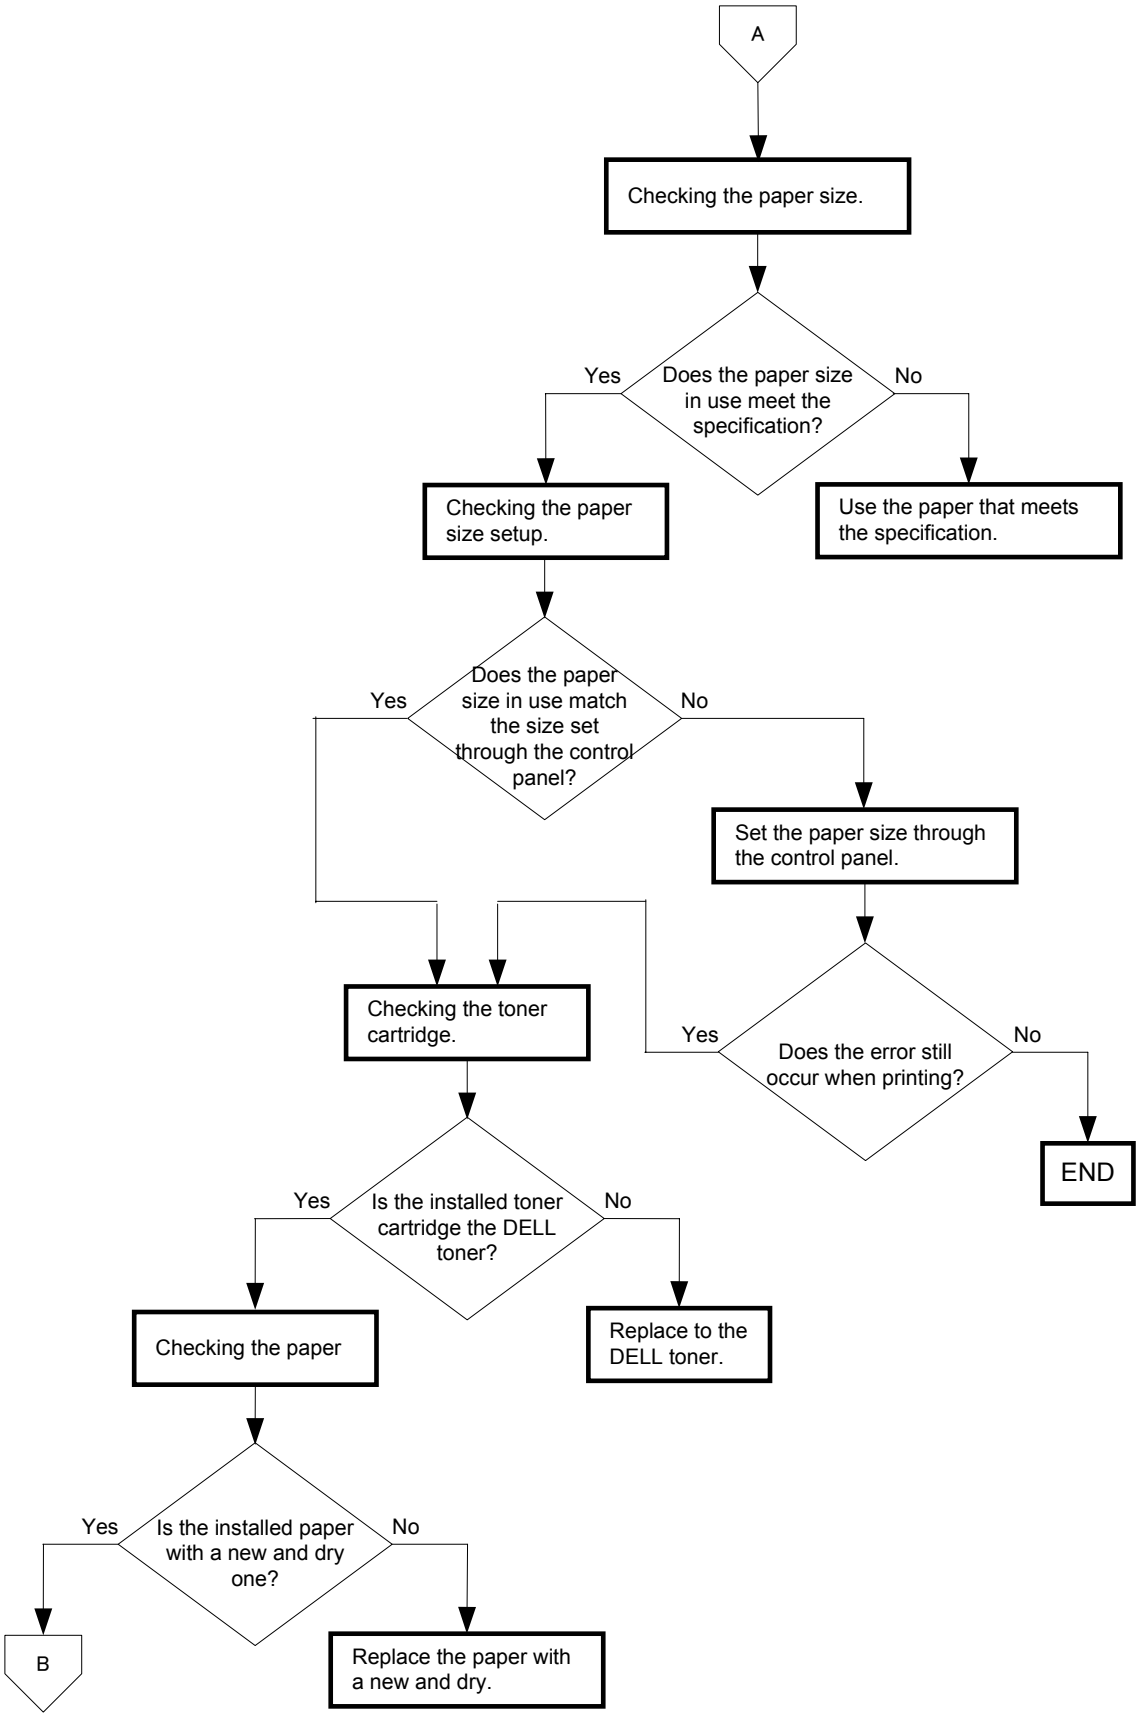 A
Checking the paper size.
Yes
Does the paper size
in use meet the
specification?
No
Checking the paper
size setup.
Use the paper that meets
the specification.
Yes
Does the paper
size in use match
the size set
through the control
panel?
No
Set the paper size through
the control panel.
Checking the toner
cartridge.
Yes
Does the error still
occur when printing?
No
END
Yes
Is the installed toner
cartridge the DELL
toner?
No
Checking the paper
Replace to the
DELL toner.
Yes
Is the installed paper
with a new and dry
one?
No
B
Replace the paper with
a new and dry.